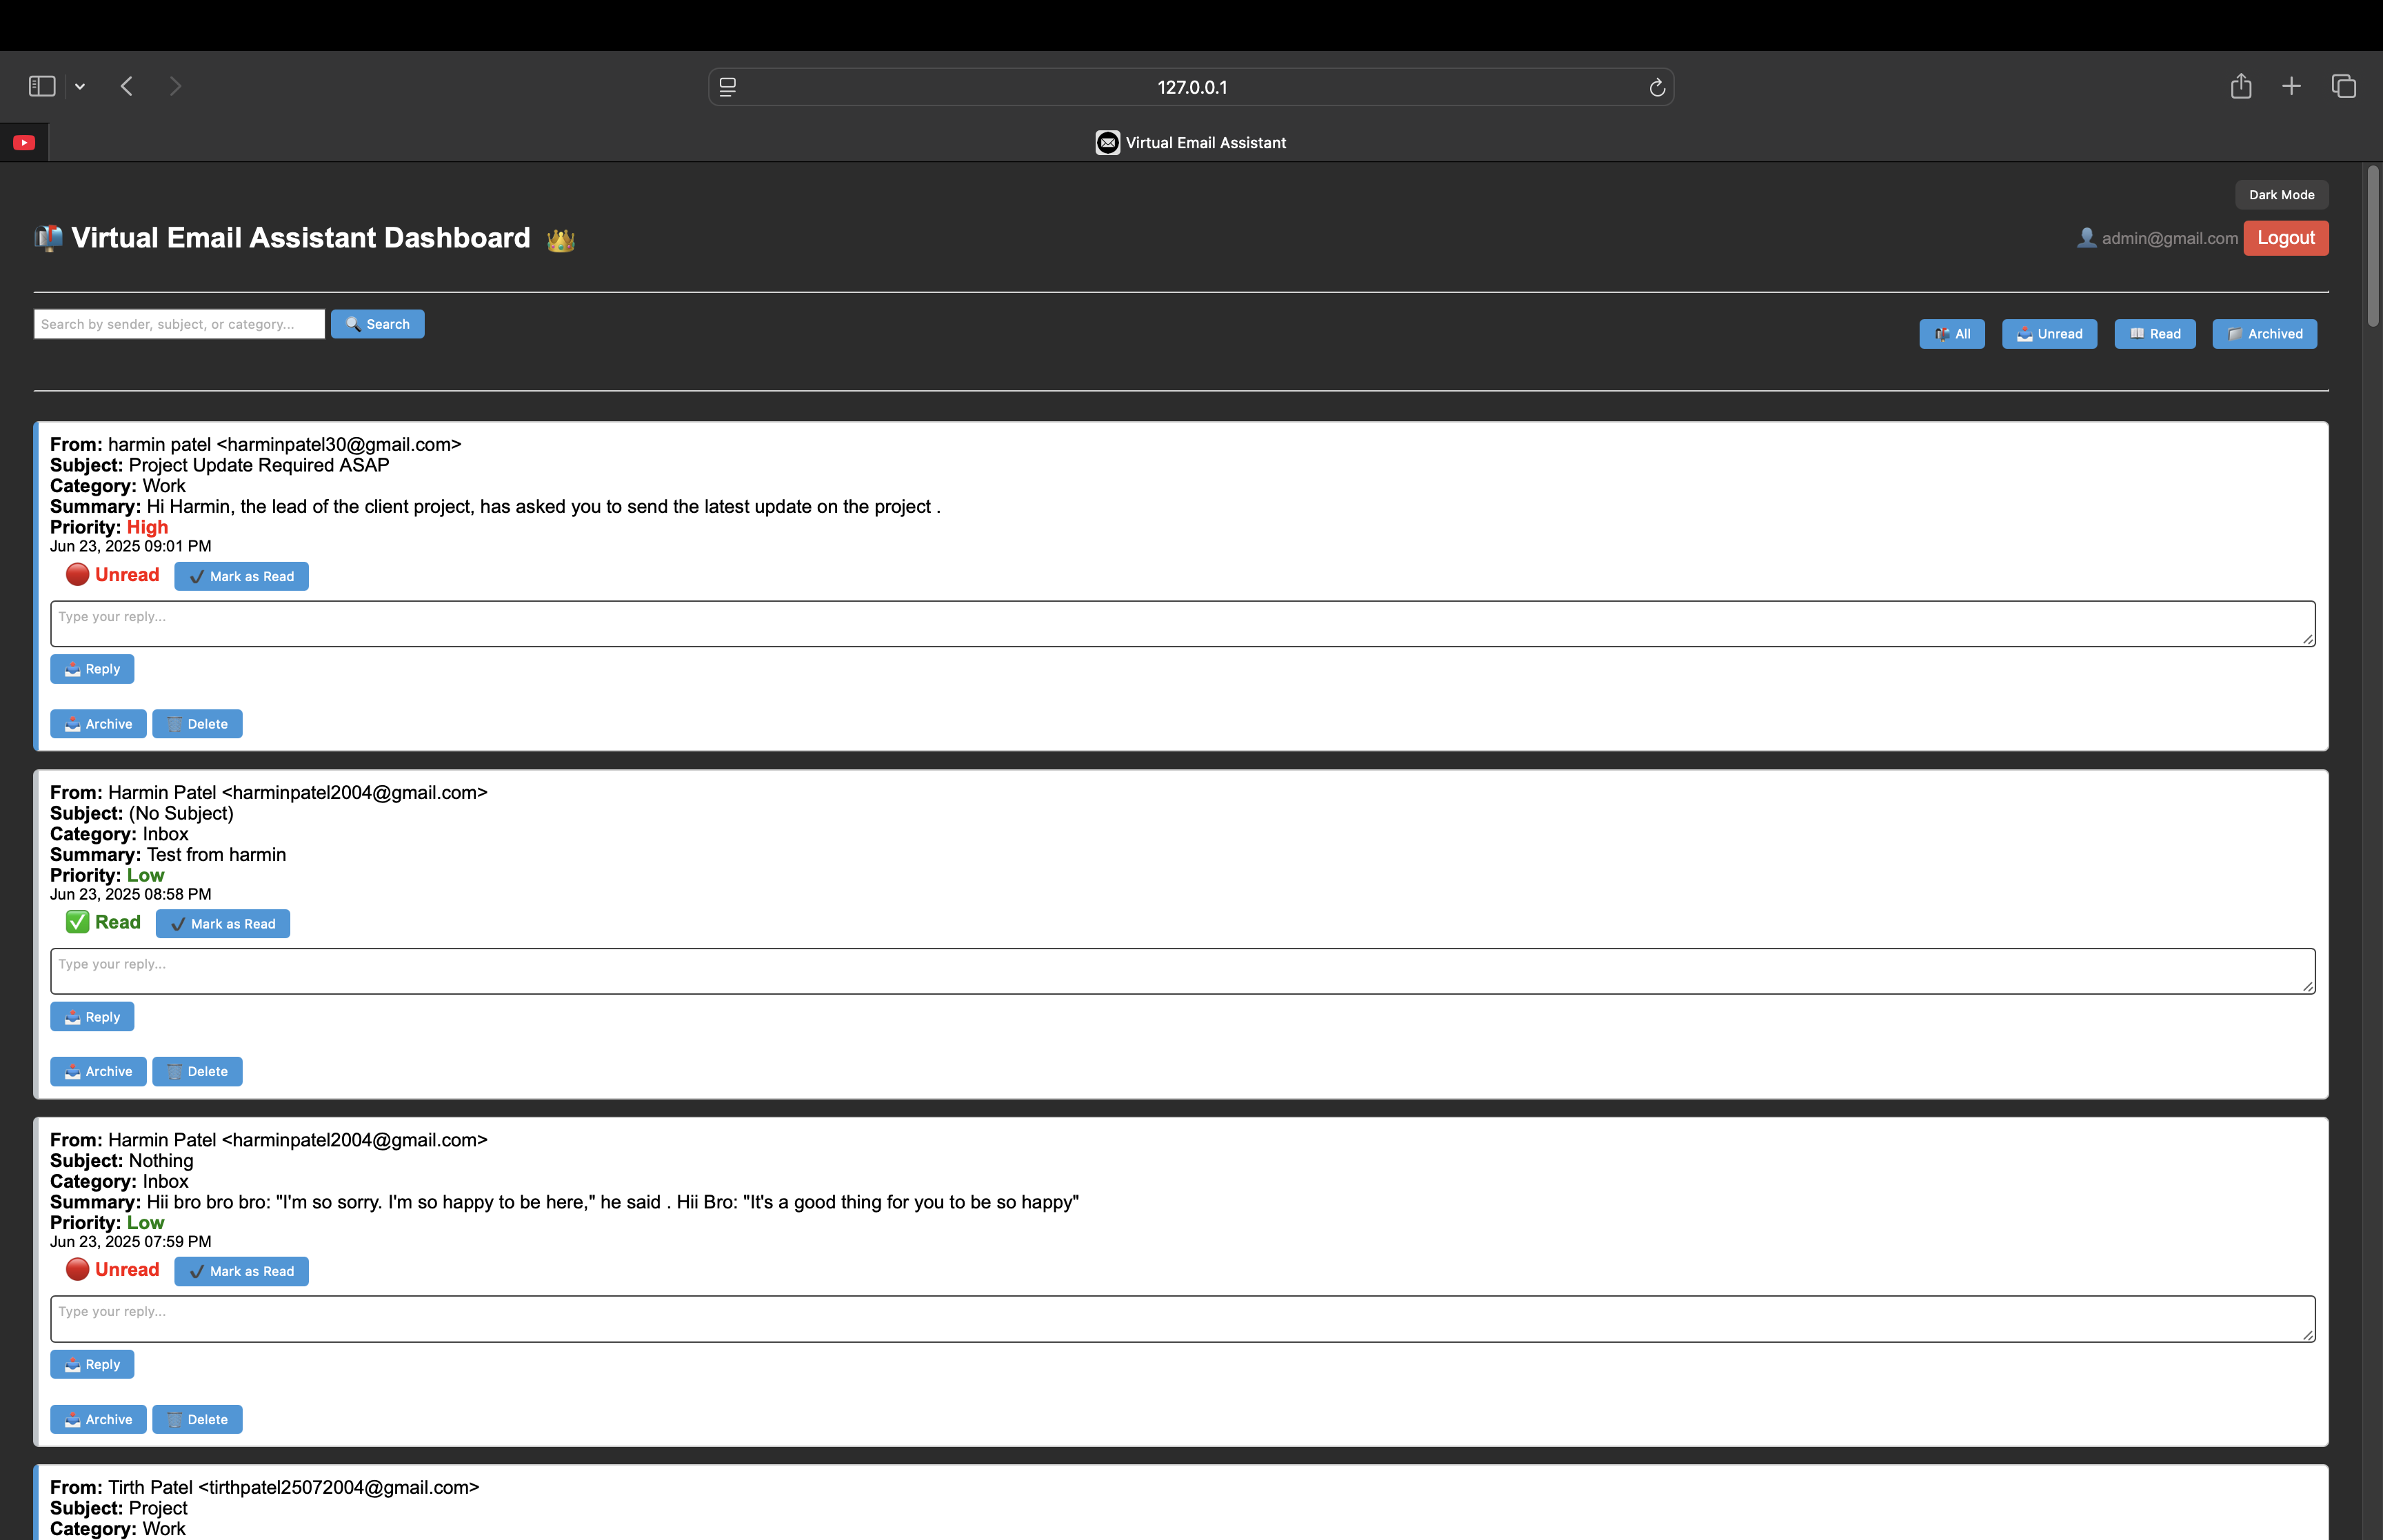 127.0.0.1
Virtual Email Assistant
Dark Mode
Virtual Email Assistant Dashboard
admin@gmail.com Logout
Search by sender, subject, or category... Search
All Unread Read Archived
From: harmin patel <harminpatel30@gmail.com>
Subject: Project Update Required ASAP
Category: Work
Summary: Hi Harmin, the lead of the client project, has asked you to send the latest update on the project .
Priority: High
Jun 23, 2025 09:01 PM
Unread Mark as Read
Type your reply...
Reply
Archive Delete
From: Harmin Patel <harminpatel2004@gmail.com>
Subject: (No Subject)
Category: Inbox
Summary: Test from harmin
Priority: Low
Jun 23, 2025 08:58 PM
Read Mark as Read
Type your reply...
Reply
Archive Delete
From: Harmin Patel <harminpatel2004@gmail.com>
Subject: Nothing
Category: Inbox
Summary: Hii bro bro bro: "I'm so sorry. I'm so happy to be here," he said . Hii Bro: "It's a good thing for you to be so happy"
Priority: Low
Jun 23, 2025 07:59 PM
Unread Mark as Read
Type your reply...
Reply
Archive Delete
From: Tirth Patel <tirthpatel25072004@gmail.com>
Subject: Project
Category: Work